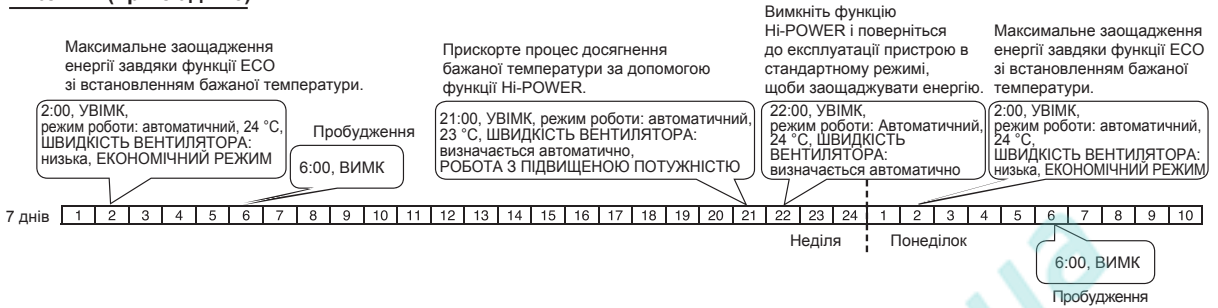 Максимальне заощадження
енергії завдяки функції ECO
зі встановленням бажаної температури.
2:00, УВІМК,
режим роботи: автоматичний, 24 °C,
ШВИДКІСТЬ ВЕНТИЛЯТОРА:
низька, ЕКОНОМІЧНИЙ РЕЖИМ
Пробудження
6:00, ВИМК
Прискорте процес досягнення
бажаної температури за допомогою
функції Hi-POWER.
21:00, УВІМК, режим роботи: автоматичний,
23 °C, ШВИДКІСТЬ ВЕНТИЛЯТОРА:
визначається автоматично,
РОБОТА З ПІДВИЩЕНОЮ ПОТУЖНІСТЮ
Вимкніть функцію
Hi-POWER і поверніться
до експлуатації пристрою в
стандартному режимі,
щоби заощаджувати енергію.
22:00, УВІМК,
режим роботи: Автоматичний,
24 °C, ШВИДКІСТЬ
ВЕНТИЛЯТОРА:
визначається автоматично
Максимальне заощадження
енергії завдяки функції ECO
зі встановленням бажаної
температури.
2:00, УВІМК,
режим роботи: автоматичний,
24 °C,
ШВИДКІСТЬ ВЕНТИЛЯТОРА:
низька, ЕКОНОМІЧНИЙ РЕЖИМ
7 днів 1 2 3 4 5 6 7 8 9 10 11 12 13 14 15 16 17 18 19 20 21 22 23 24 1 2 3 4 5 6 7 8 9 10
Неділя Понеділок
6:00, ВИМК
Пробудження